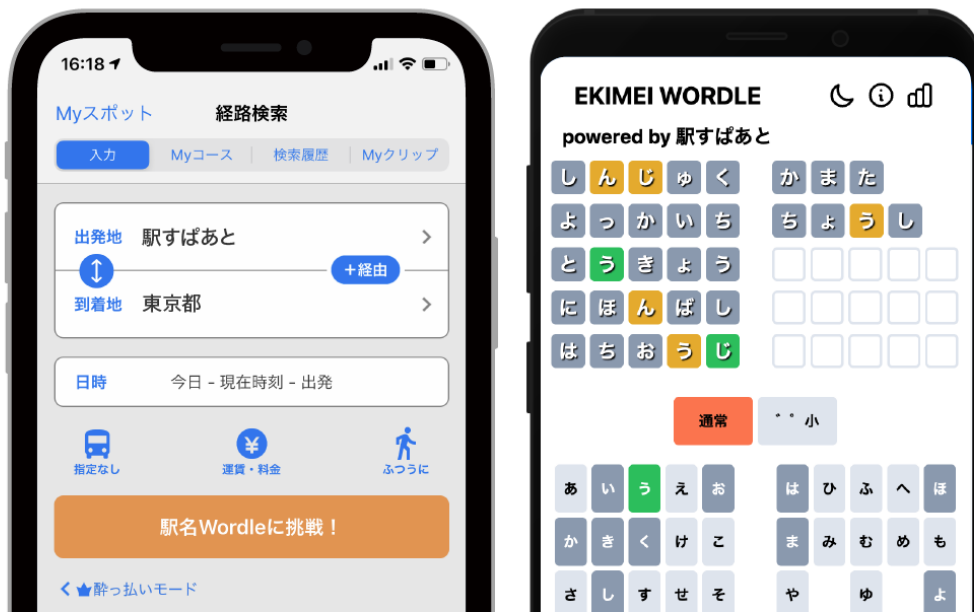 16:18
Myスポット 経路検索
入力 Myコース 検索履歴 Myクリップ
出発地 駅すぱあと
+経由
到着地 東京都
日時 今日 - 現在時刻 - 出発
指定なし 運賃・料金 ふつうに
駅名Wordleに挑戦！
酔っ払いモード
EKIMEI WORDLE
powered by 駅すぱあと
しんじゅく かまた
よっかいち ちょうし
とうきょう
にほんばし
はちおうじ
通常 ゛゜小
あいうえお はひふへほ
かきくけこ まみむめも
さしすせそ やゆよ